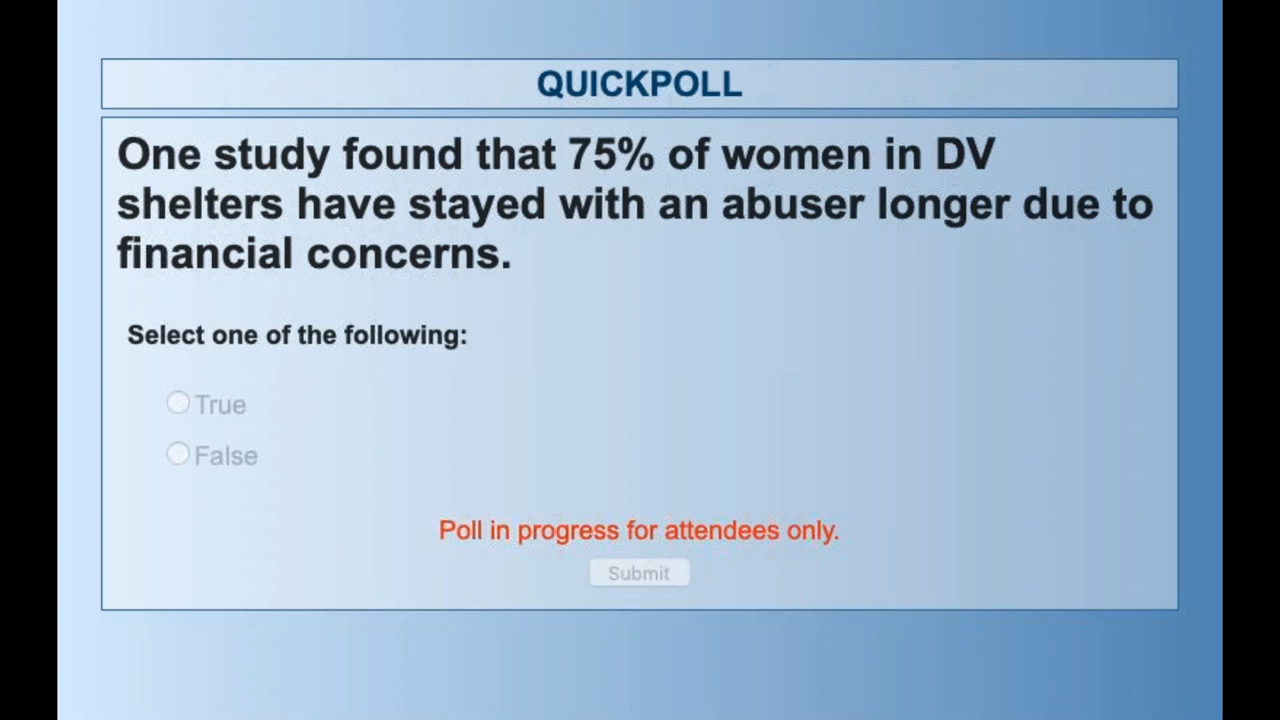 QUICKPOLL
One study found that 75% of women in DV
shelters have stayed with an abuser longer due to
financial concerns.
Select one of the following:
True
False
Poll in progress for attendees only.
Submit